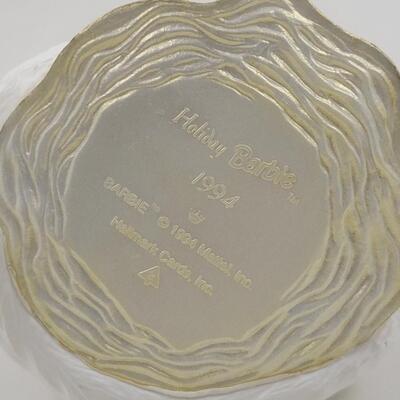 Holiday Barbie™
1994
BARBIE™ © 1994 Mattel, Inc.
Hallmark Cards, Inc.